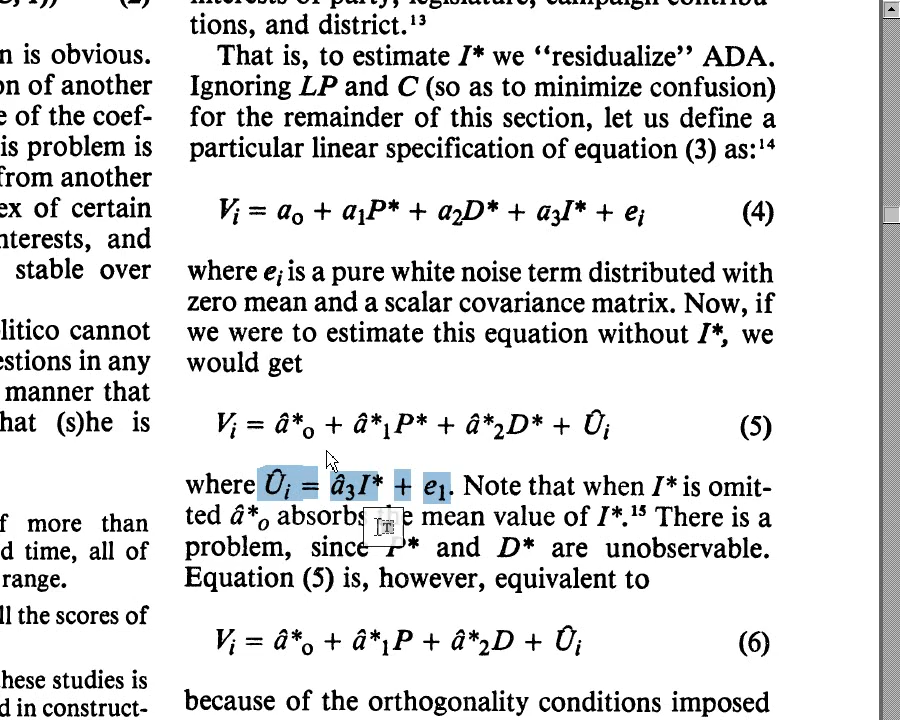 n is obvious.
on of another
e of the coef-
is problem is
from another
ex of certain
nterests, and
stable over
litico cannot
estions in any
manner that
hat (s)he is
f more than
d time, all of
range.
ll the scores of
hese studies is
d in construct-
tions, and district.¹³
That is, to estimate I* we “residualize” ADA.
Ignoring LP and C (so as to minimize confusion)
for the remainder of this section, let us define a
particular linear specification of equation (3) as:¹⁴
Vᵢ = a₀ + a₁P* + a₂D* + a₃I* + eᵢ (4)
where eᵢ is a pure white noise term distributed with
zero mean and a scalar covariance matrix. Now, if
we were to estimate this equation without I*, we
would get
Vᵢ = â*₀ + â*₁P* + â*₂D* + Ûᵢ (5)
where Ûᵢ = â₃I* + e₁. Note that when I* is omit-
ted â*₀ absorbs the mean value of I*.¹⁵ There is a
problem, since P* and D* are unobservable.
Equation (5) is, however, equivalent to
Vᵢ = â*₀ + â*₁P + â*₂D + Ûᵢ (6)
because of the orthogonality conditions imposed